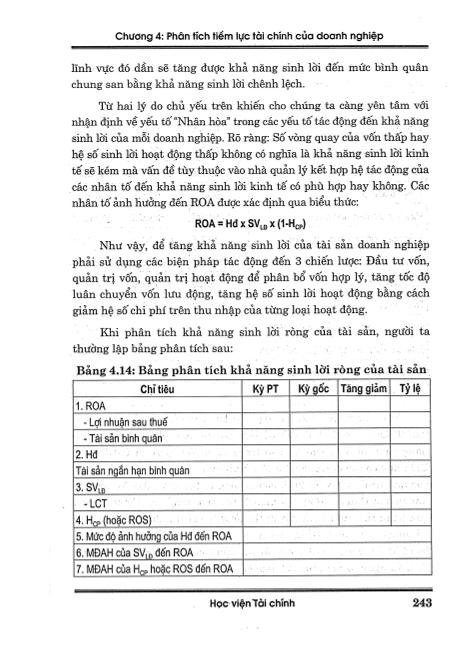 Chương 4: Phân tích tiềm lực tài chính của doanh nghiệp
lĩnh vực đó dần sẽ tăng được khả năng sinh lời đến mức bình quân
chung san bằng khả năng sinh lời chênh lệch.
Từ hai lý do chủ yếu trên khiến cho chúng ta càng yên tâm với
nhận định về yếu tố "Nhân hòa" trong các yếu tố tác động đến khả năng
sinh lời của mỗi doanh nghiệp. Rõ ràng: Số vòng quay của vốn thấp hay
hệ số sinh lời hoạt động thấp không có nghĩa là khả năng sinh lời kinh
tế sẽ kém mà vấn đề tùy thuộc vào nhà quản lý kết hợp hệ tác động của
các nhân tố đến khả năng sinh lời kinh tế có phù hợp hay không. Các
nhân tố ảnh hưởng đến ROA được xác định qua biểu thức:
ROA = Hđ x SV_LĐ x (1-H_CP)
Như vậy, để tăng khả năng sinh lời của tài sản doanh nghiệp
phải sử dụng các biện pháp tác động đến 3 chiến lược: Đầu tư vốn,
quản trị vốn, quản trị hoạt động để phân bổ vốn hợp lý, tăng tốc độ
luân chuyển vốn lưu động, tăng hệ số sinh lời hoạt động bằng cách
giảm hệ số chi phí trên thu nhập của từng loại hoạt động.
Khi phân tích khả năng sinh lời ròng của tài sản, người ta
thường lập bảng phân tích sau:
Bảng 4.14: Bảng phân tích khả năng sinh lời ròng của tài sản
Chỉ tiêu Kỳ PT Kỳ gốc Tăng giảm Tỷ lệ
1. ROA
- Lợi nhuận sau thuế
- Tài sản bình quân
2. Hđ
Tài sản ngắn hạn bình quân
3. SV_LĐ
- LCT
4. H_CP (hoặc ROS)
5. Mức độ ảnh hưởng của Hđ đến ROA
6. MĐAH của SV_LĐ đến ROA
7. MĐAH của H_CP hoặc ROS đến ROA
Học viện Tài chính 243